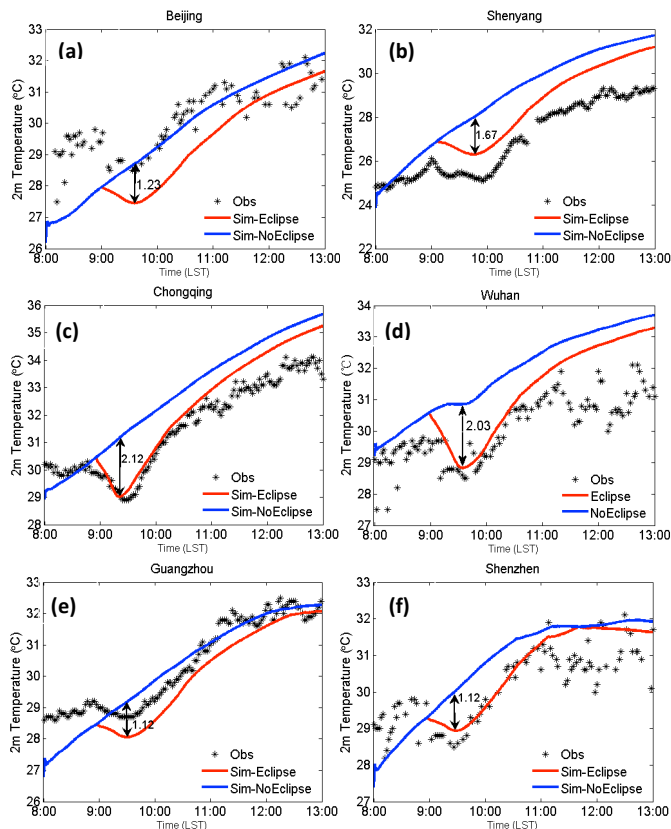 Beijing
(a)
2m Temperature (°C)
33
32
31
30
29
28
27
26
1.23
Obs
Sim-Eclipse
Sim-NoEclipse
8:00 9:00 10:00 11:00 12:00 13:00
Time (LST)
Shenyang
(b)
2m Temperature (°C)
32
30
28
26
24
22
1.67
Obs
Sim-Eclipse
Sim-NoEclipse
8:00 9:00 10:00 11:00 12:00 13:00
Time (LST)
Chongqing
(c)
2m Temperature (°C)
36
35
34
33
32
31
30
29
28
2.12
Obs
Sim-Eclipse
Sim-NoEclipse
8:00 9:00 10:00 11:00 12:00 13:00
Time (LST)
Wuhan
(d)
2m Temperature (℃)
34
33
32
31
30
29
28
27
2.03
Obs
Eclipse
NoEclipse
8:00 9:00 10:00 11:00 12:00 13:00
Time (LST)
Guangzhou
(e)
2m Temperature (°C)
33
32
31
30
29
28
27
26
1.12
Obs
Sim-Eclipse
Sim-NoEclipse
8:00 9:00 10:00 11:00 12:00 13:00
Time (LST)
Shenzhen
(f)
2m Temperature (°C)
33
32
31
30
29
28
27
1.12
Obs
Sim-Eclipse
Sim-NoEclipse
8:00 9:00 10:00 11:00 12:00 13:00
Time (LST)